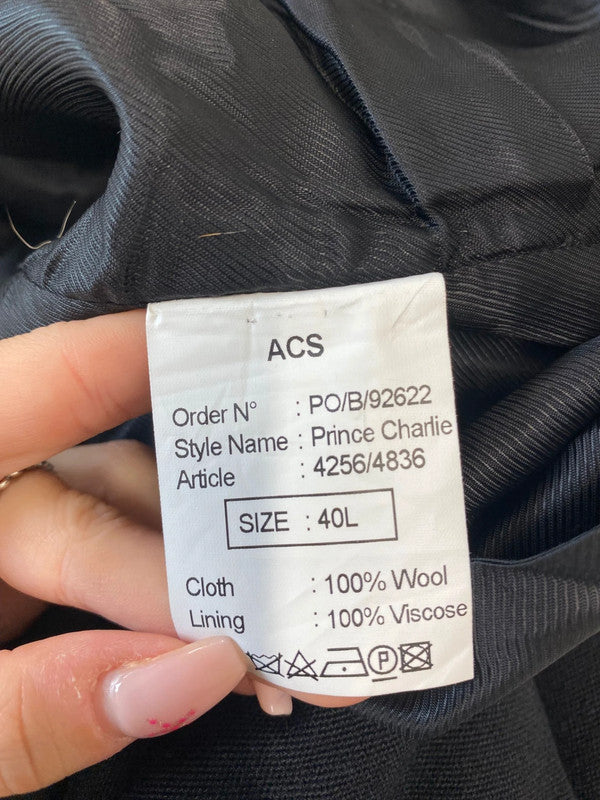 ACS
Order N° : PO/B/92622
Style Name : Prince Charlie
Article : 4256/4836
SIZE : 40L
Cloth : 100% Wool
Lining : 100% Viscose
P